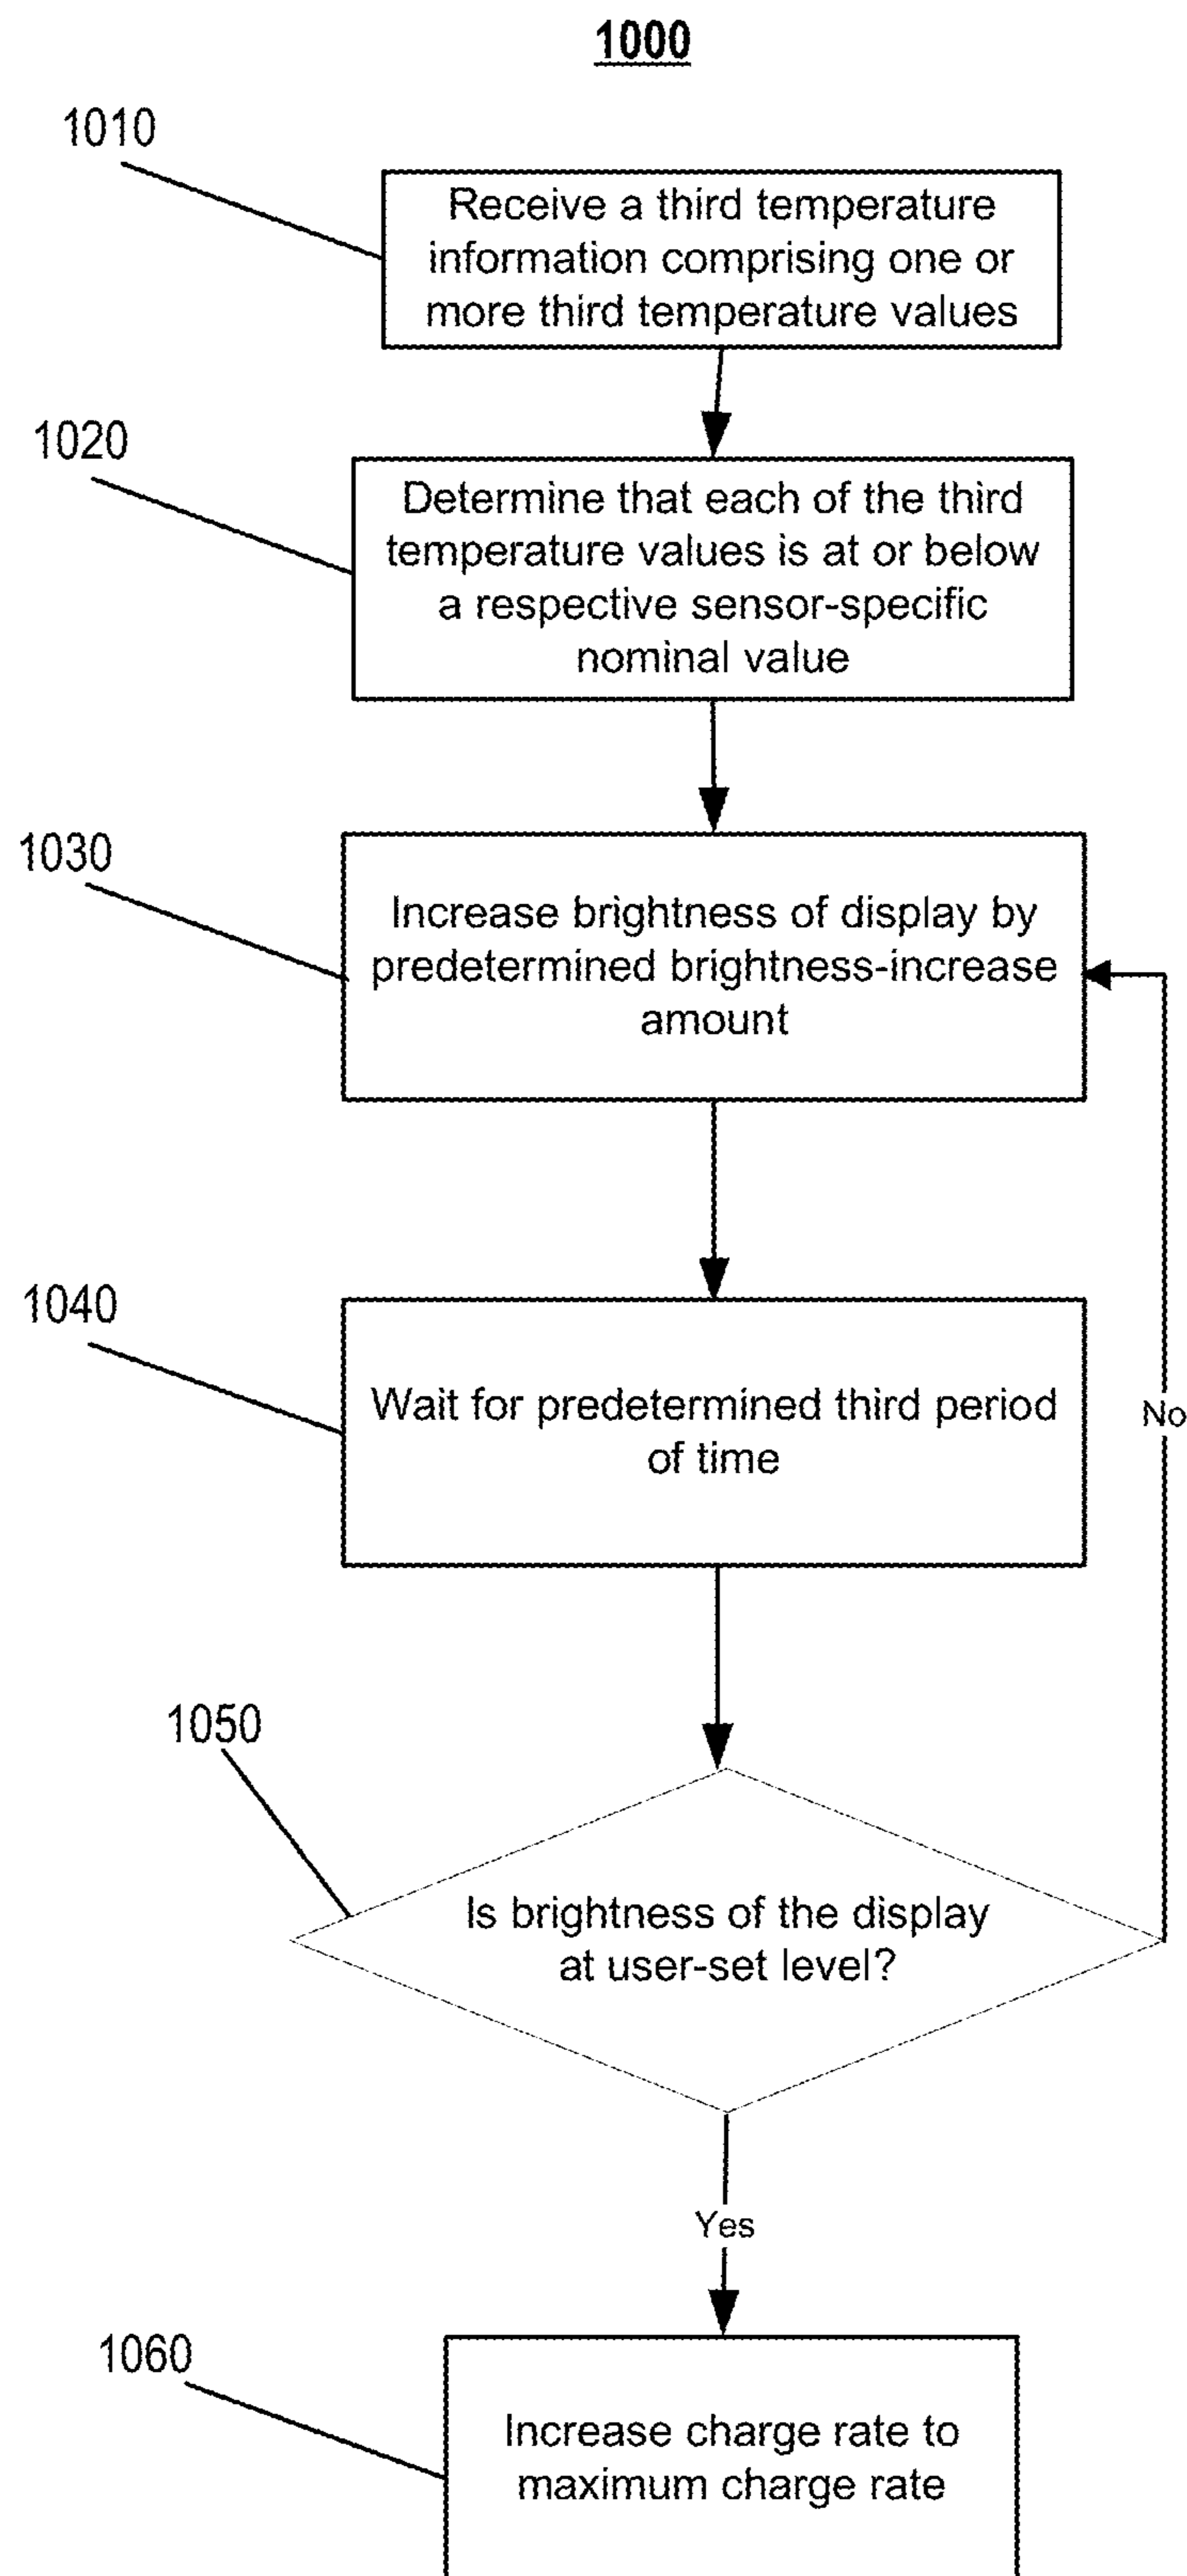 1000
1010
Receive a third temperature
information comprising one or
more third temperature values
1020
Determine that each of the third
temperature values is at or below
a respective sensor-specific
nominal value
1030
Increase brightness of display by
predetermined brightness-increase
amount
1040
Wait for predetermined third period
of time
No
1050
Is brightness of the display
at user-set level?
Yes
1060
Increase charge rate to
maximum charge rate